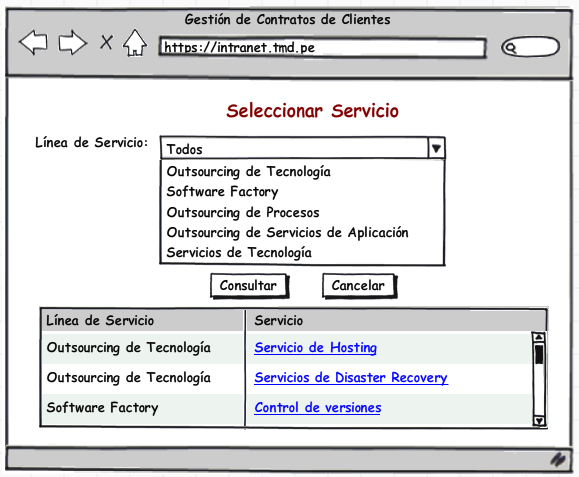 Gestión de Contratos de Clientes
https://intranet.tmd.pe
Seleccionar Servicio
Línea de Servicio: Todos
Outsourcing de Tecnología
Software Factory
Outsourcing de Procesos
Outsourcing de Servicios de Aplicación
Servicios de Tecnología
Consultar Cancelar
Línea de Servicio Servicio
Outsourcing de Tecnología Servicio de Hosting
Outsourcing de Tecnología Servicios de Disaster Recovery
Software Factory Control de versiones